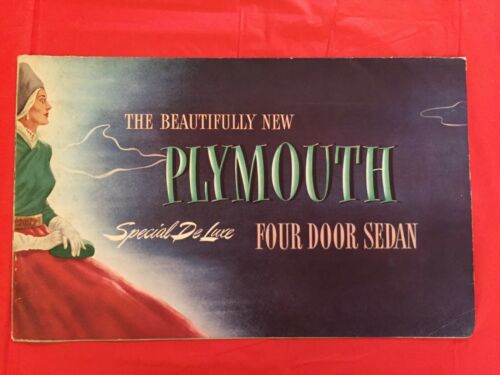 THE BEAUTIFULLY NEW
PLYMOUTH
Special De Luxe FOUR DOOR SEDAN